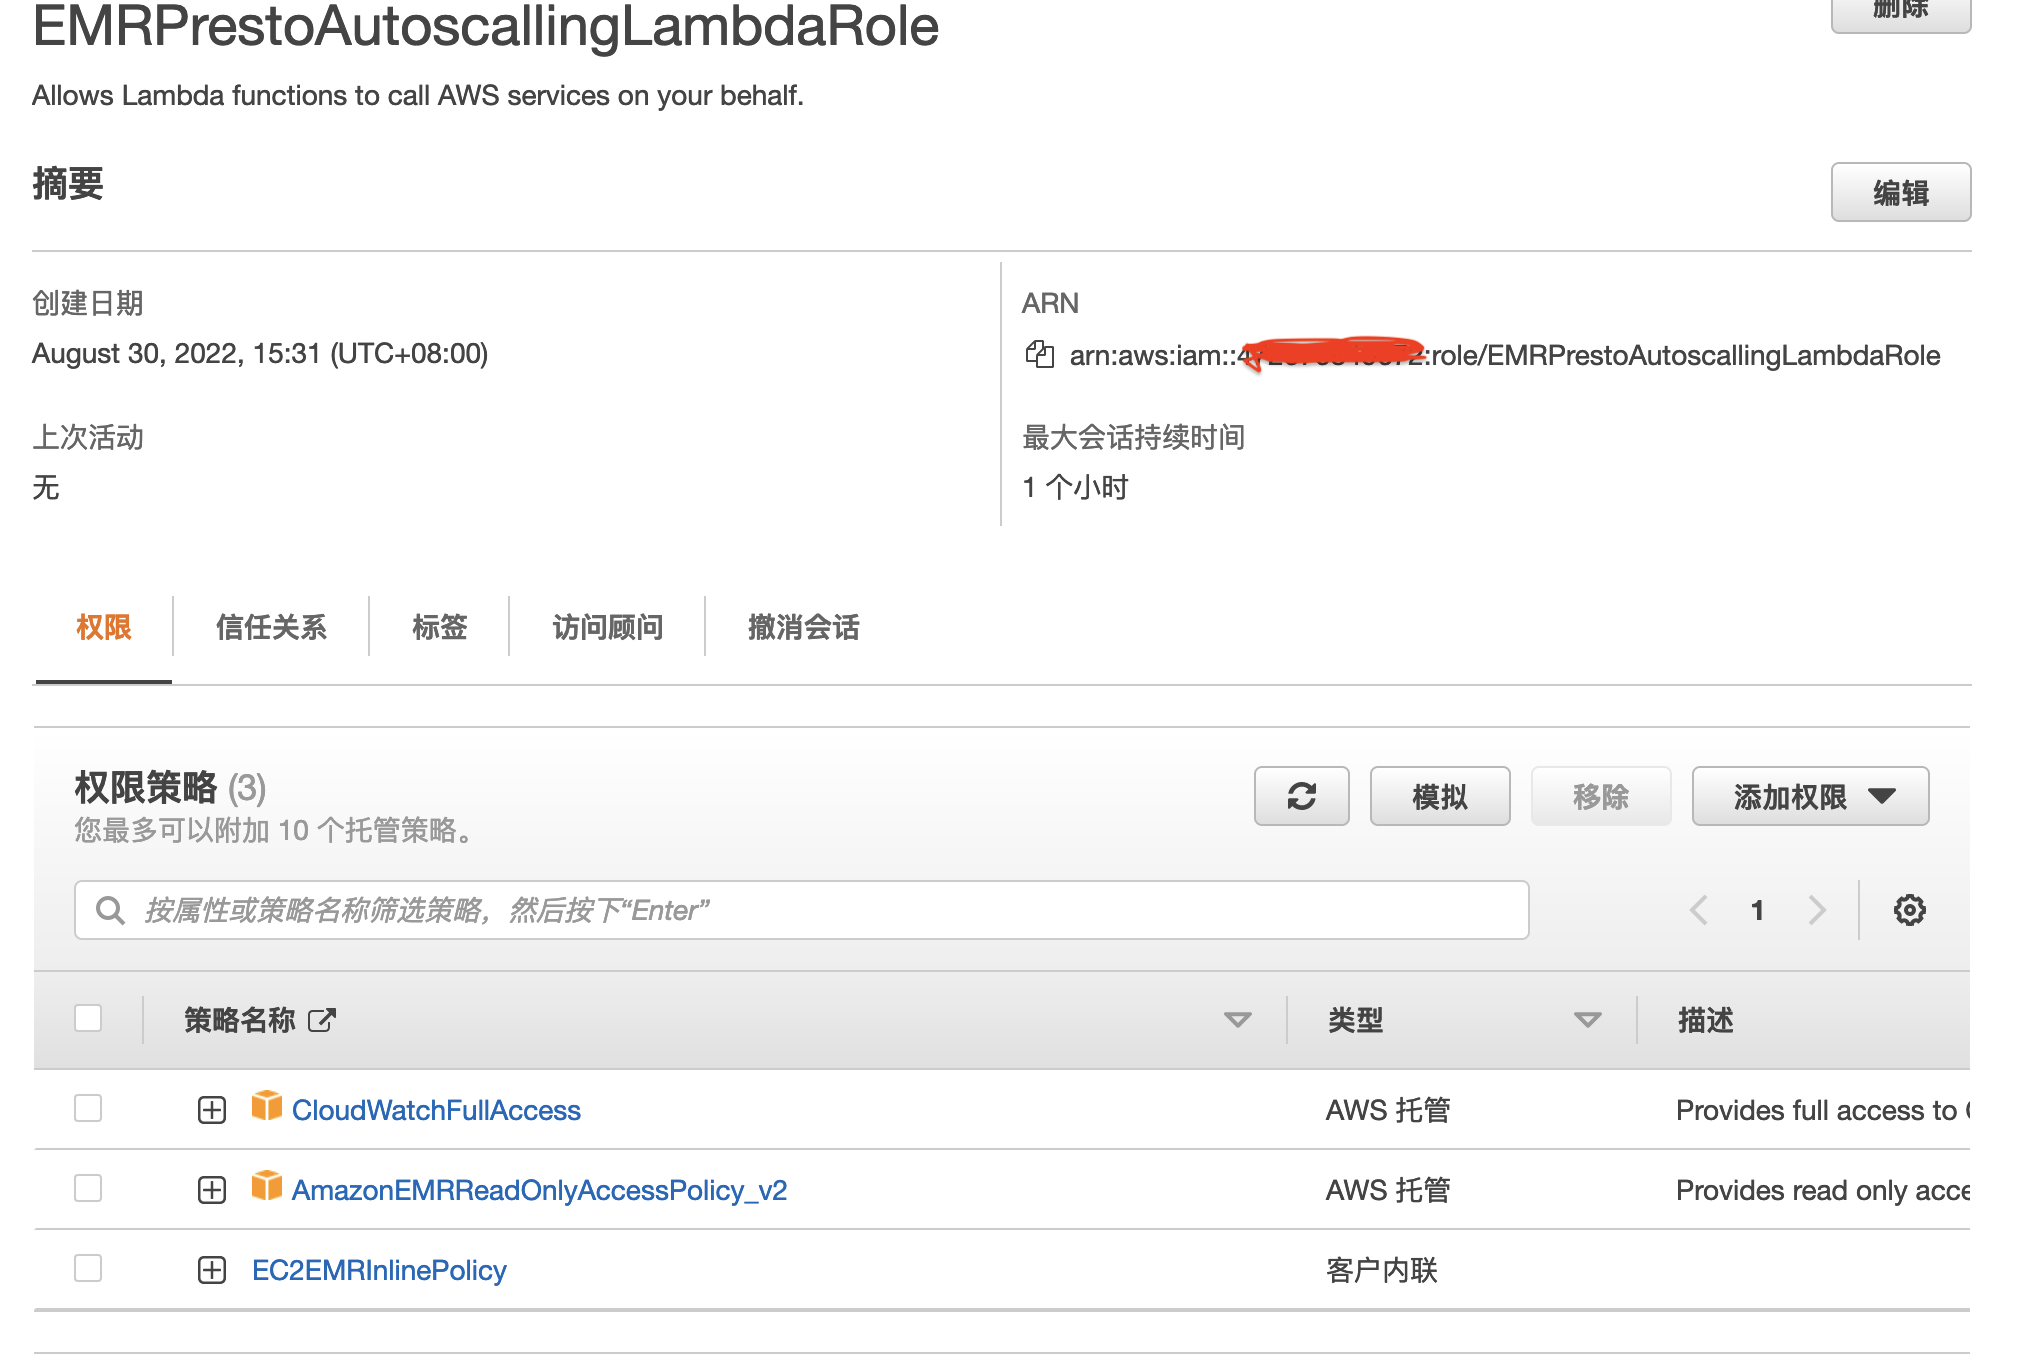 EMRPrestoAutoscallingLambdaRole
删除
Allows Lambda functions to call AWS services on your behalf.
摘要
编辑
创建日期
August 30, 2022, 15:31 (UTC+08:00)
ARN
arn:aws:iam:: :role/EMRPrestoAutoscallingLambdaRole
上次活动
无
最大会话持续时间
1 个小时
权限
信任关系
标签
访问顾问
撤消会话
权限策略 (3)
您最多可以附加 10 个托管策略。
模拟
移除
添加权限
按属性或策略名称筛选策略，然后按下“Enter”
1
策略名称
类型
描述
CloudWatchFullAccess
AWS 托管
Provides full access to
AmazonEMRReadOnlyAccessPolicy_v2
AWS 托管
Provides read only acce
EC2EMRInlinePolicy
客户内联